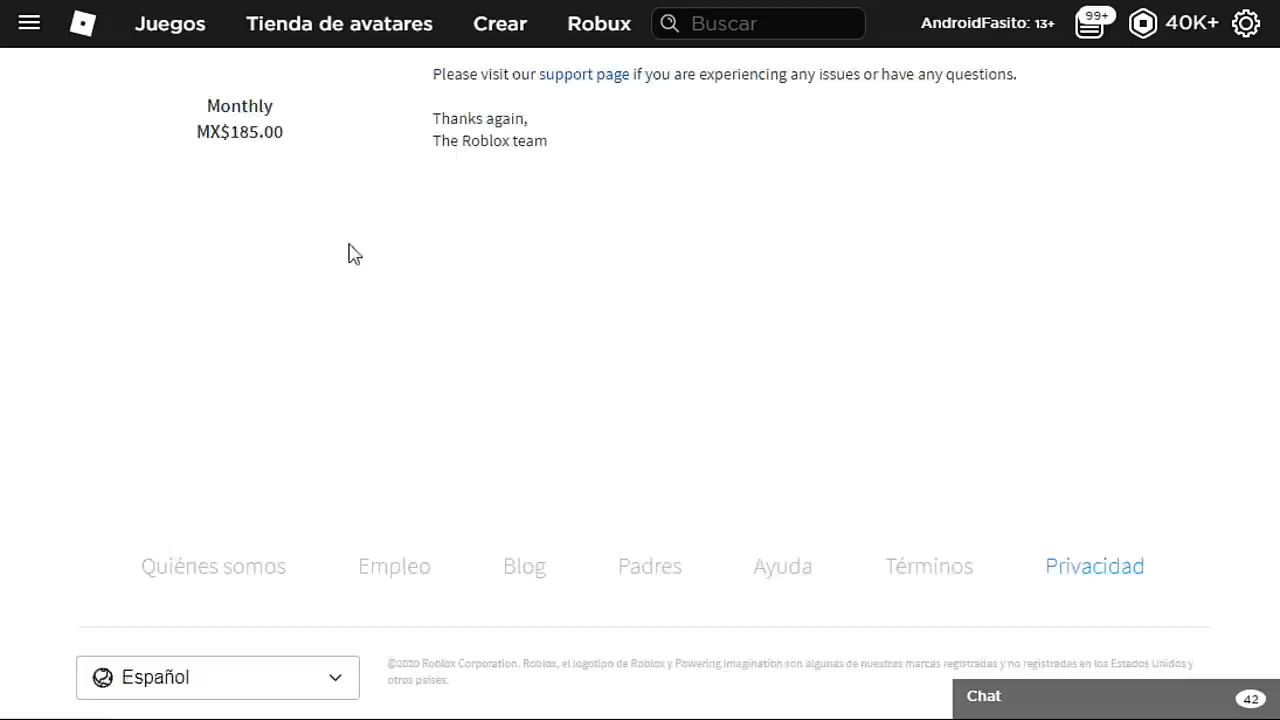 Juegos Tienda de avatares Crear Robux Buscar AndroidFasito: 13+ 99+ 40K+
Please visit our support page if you are experiencing any issues or have any questions.
Monthly
MX$185.00
Thanks again,
The Roblox team
Quiénes somos Empleo Blog Padres Ayuda Términos Privacidad
Español
©2020 Roblox Corporation. Roblox, el logotipo de Roblox y Powering Imagination son algunas de nuestras marcas registradas y no registradas en los Estados Unidos y
otros países.
Chat 42